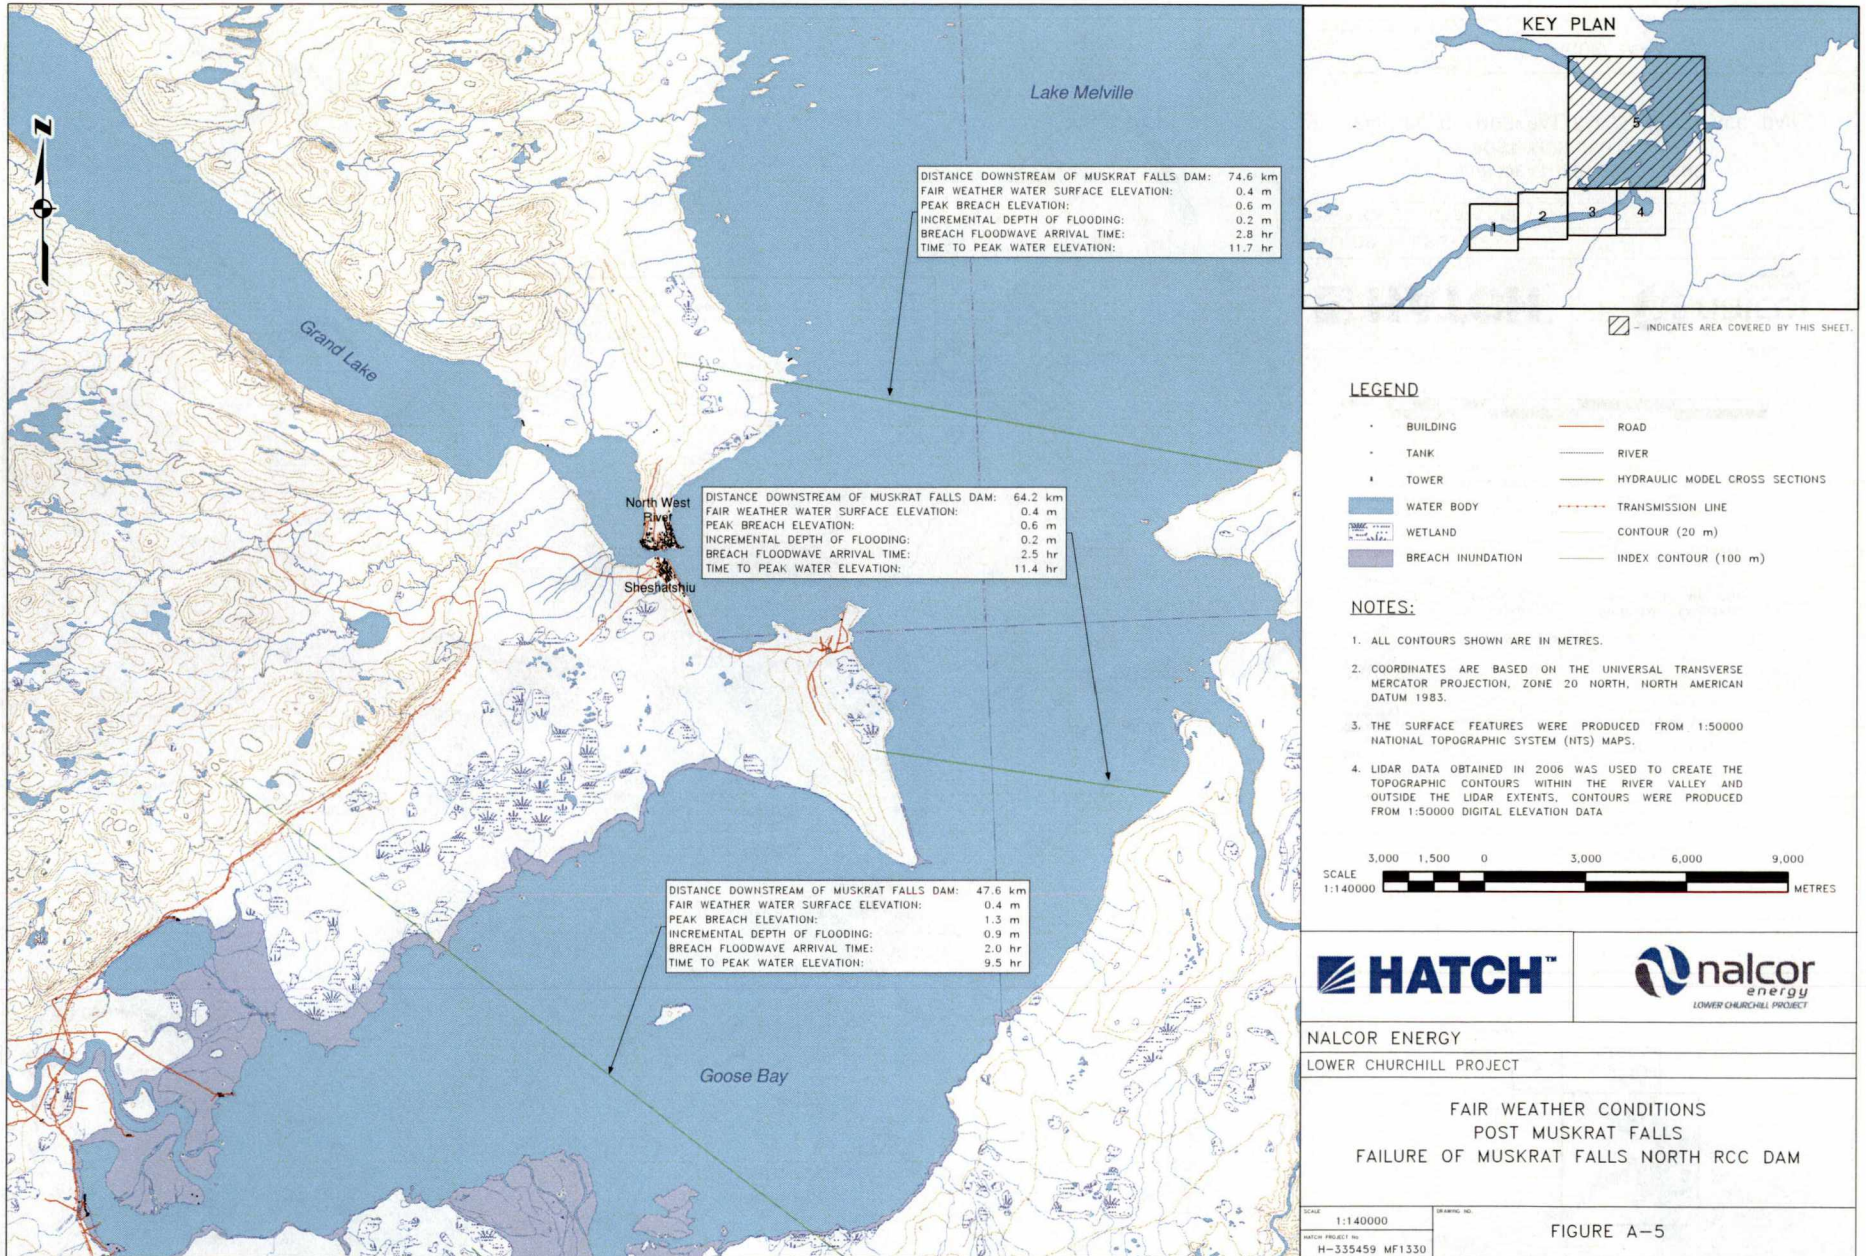 Lake Melville
DISTANCE DOWNSTREAM OF MUSKRAT FALLS DAM: 74.6 km
FAIR WEATHER WATER SURFACE ELEVATION: 0.4 m
PEAK BREACH ELEVATION: 0.6 m
INCREMENTAL DEPTH OF FLOODING: 0.2 m
BREACH FLOODWAVE ARRIVAL TIME: 2.8 hr
TIME TO PEAK WATER ELEVATION: 11.7 hr
N
Grand Lake
North West
River
Sheshatshiu
DISTANCE DOWNSTREAM OF MUSKRAT FALLS DAM: 64.2 km
FAIR WEATHER WATER SURFACE ELEVATION: 0.4 m
PEAK BREACH ELEVATION: 0.6 m
INCREMENTAL DEPTH OF FLOODING: 0.2 m
BREACH FLOODWAVE ARRIVAL TIME: 2.5 hr
TIME TO PEAK WATER ELEVATION: 11.4 hr
DISTANCE DOWNSTREAM OF MUSKRAT FALLS DAM: 47.6 km
FAIR WEATHER WATER SURFACE ELEVATION: 0.4 m
PEAK BREACH ELEVATION: 1.3 m
INCREMENTAL DEPTH OF FLOODING: 0.9 m
BREACH FLOODWAVE ARRIVAL TIME: 2.0 hr
TIME TO PEAK WATER ELEVATION: 9.5 hr
Goose Bay
KEY PLAN
5
1 2 3 4
- INDICATES AREA COVERED BY THIS SHEET.
LEGEND
BUILDING ROAD
TANK RIVER
TOWER HYDRAULIC MODEL CROSS SECTIONS
WATER BODY TRANSMISSION LINE
WETLAND CONTOUR (20 m)
BREACH INUNDATION INDEX CONTOUR (100 m)
NOTES:
1. ALL CONTOURS SHOWN ARE IN METRES.
2. COORDINATES ARE BASED ON THE UNIVERSAL TRANSVERSE
MERCATOR PROJECTION, ZONE 20 NORTH, NORTH AMERICAN
DATUM 1983.
3. THE SURFACE FEATURES WERE PRODUCED FROM 1:50000
NATIONAL TOPOGRAPHIC SYSTEM (NTS) MAPS.
4. LIDAR DATA OBTAINED IN 2006 WAS USED TO CREATE THE
TOPOGRAPHIC CONTOURS WITHIN THE RIVER VALLEY AND
OUTSIDE THE LIDAR EXTENTS, CONTOURS WERE PRODUCED
FROM 1:50000 DIGITAL ELEVATION DATA
3,000 1,500 0 3,000 6,000 9,000
SCALE
1:140000 METRES
HATCH™
nalcor
energy
LOWER CHURCHILL PROJECT
NALCOR ENERGY
LOWER CHURCHILL PROJECT
FAIR WEATHER CONDITIONS
POST MUSKRAT FALLS
FAILURE OF MUSKRAT FALLS NORTH RCC DAM
SCALE
1:140000
HATCH PROJECT No
H-335459 MF1330
DRAWING NO.
FIGURE A-5